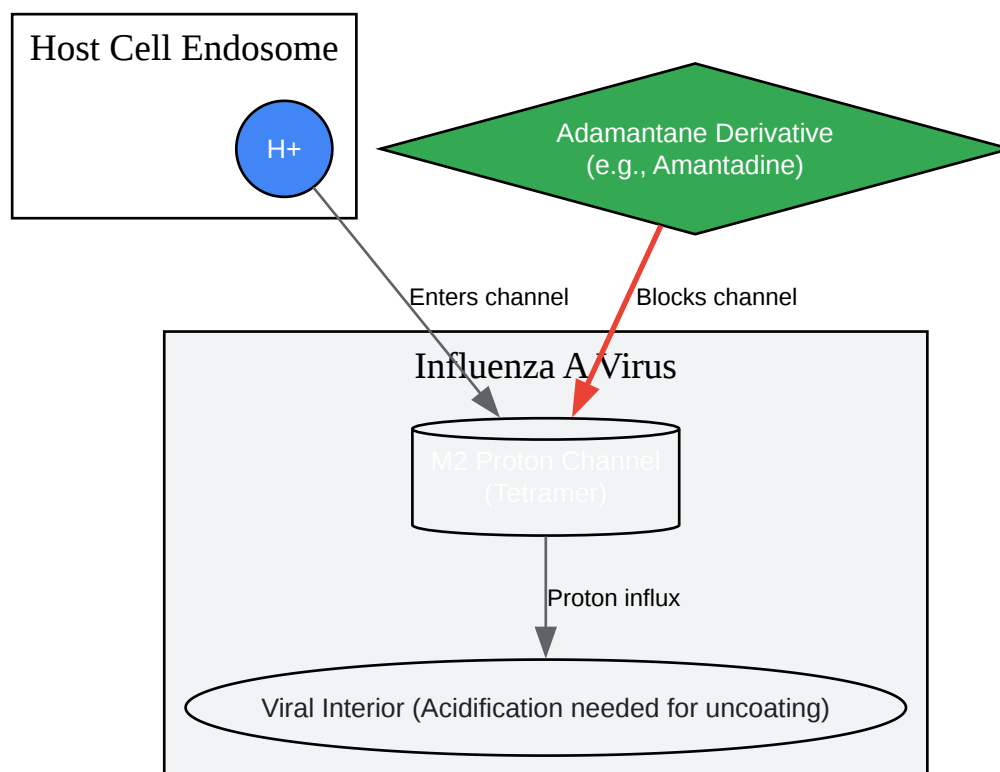 Host Cell Endosome
H+
Adamantane Derivative
(e.g., Amantadine)
Enters channel
Blocks channel
Influenza A Virus
M2 Proton Channel
(Tetramer)
Proton influx
Viral Interior (Acidification needed for uncoating)